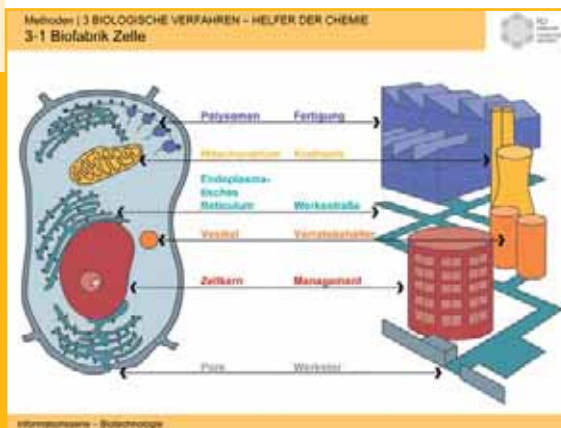 Methoden | 3 BIOLOGISCHE VERFAHREN – HELFER DER CHEMIE
3-1 Biofabrik Zelle
Polysomen Fertigung
Mitochondrium Kraftwerk
Endoplasma-
tisches
Reticulum Werkstraße
Vesikel Vorratsbehälter
Zellkern Management
Pore Werkstor
Informationsserie – Biotechnologie